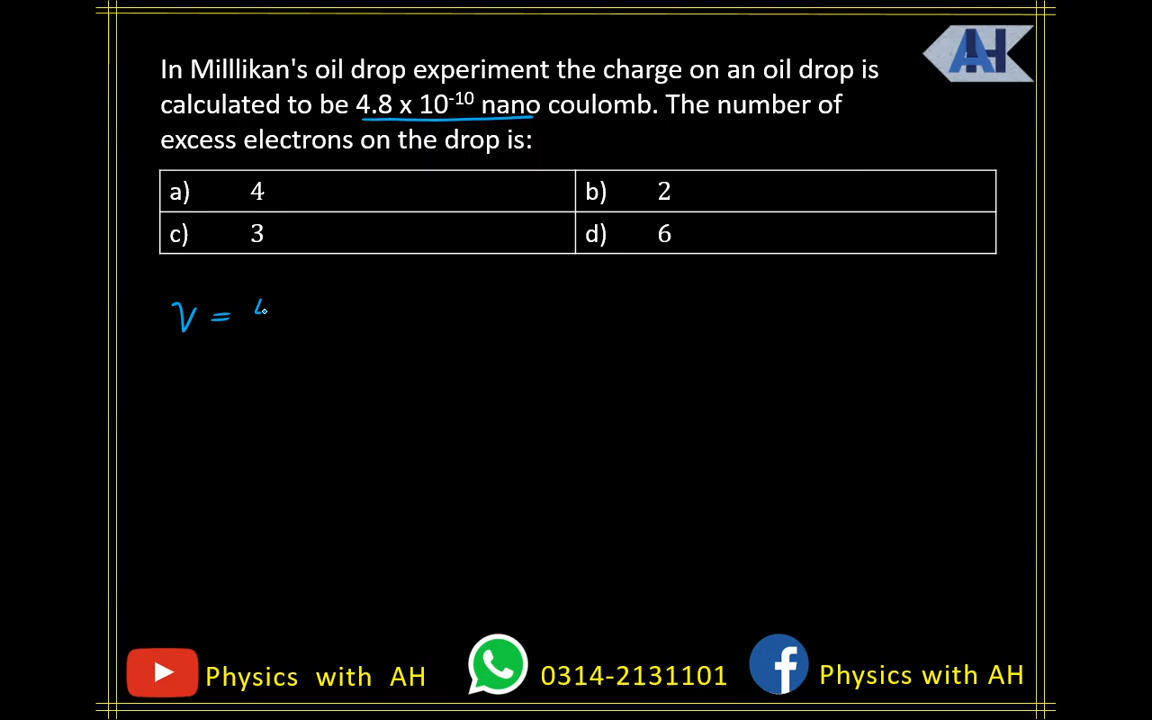 AH
In Milllikan's oil drop experiment the charge on an oil drop is
calculated to be 4.8 x 10⁻¹⁰ nano coulomb. The number of
excess electrons on the drop is:
a) 4 b) 2
c) 3 d) 6
=
Physics with AH 0314-2131101 Physics with AH